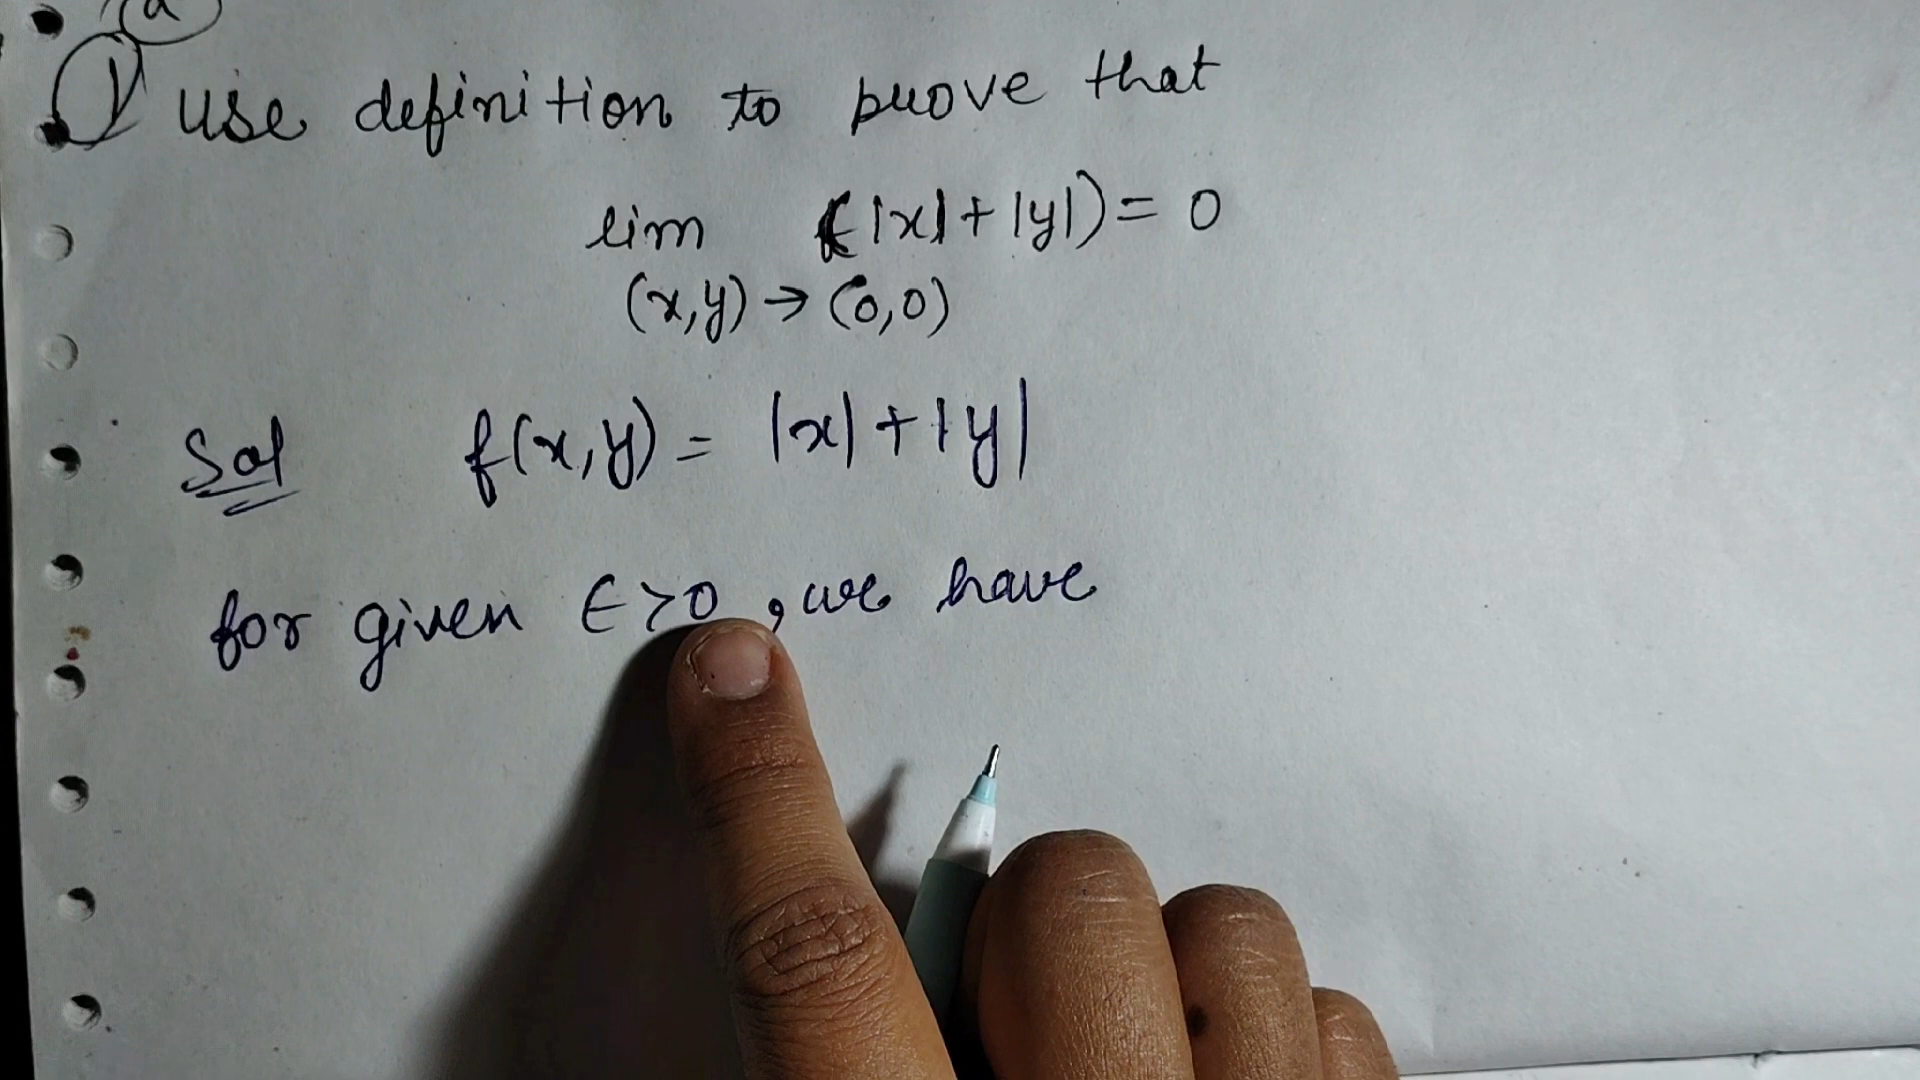 a
1) Use definition to prove that
lim (|x|+|y|) = 0
(x,y) → (0,0)
Sol f(x,y) = |x| + |y|
for given ϵ>0, we have